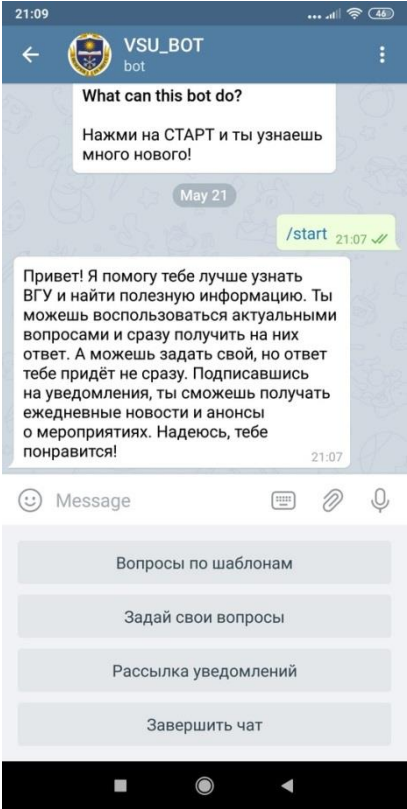 21:09
46
VSU_BOT
bot
What can this bot do?
Нажми на СТАРТ и ты узнаешь
много нового!
May 21
/start 21:07
Привет! Я помогу тебе лучше узнать
ВГУ и найти полезную информацию. Ты
можешь воспользоваться актуальными
вопросами и сразу получить на них
ответ. А можешь задать свой, но ответ
тебе придёт не сразу. Подписавшись
на уведомления, ты сможешь получать
ежедневные новости и анонсы
о мероприятиях. Надеюсь, тебе
понравится!
21:07
Message
Вопросы по шаблонам
Задай свои вопросы
Рассылка уведомлений
Завершить чат